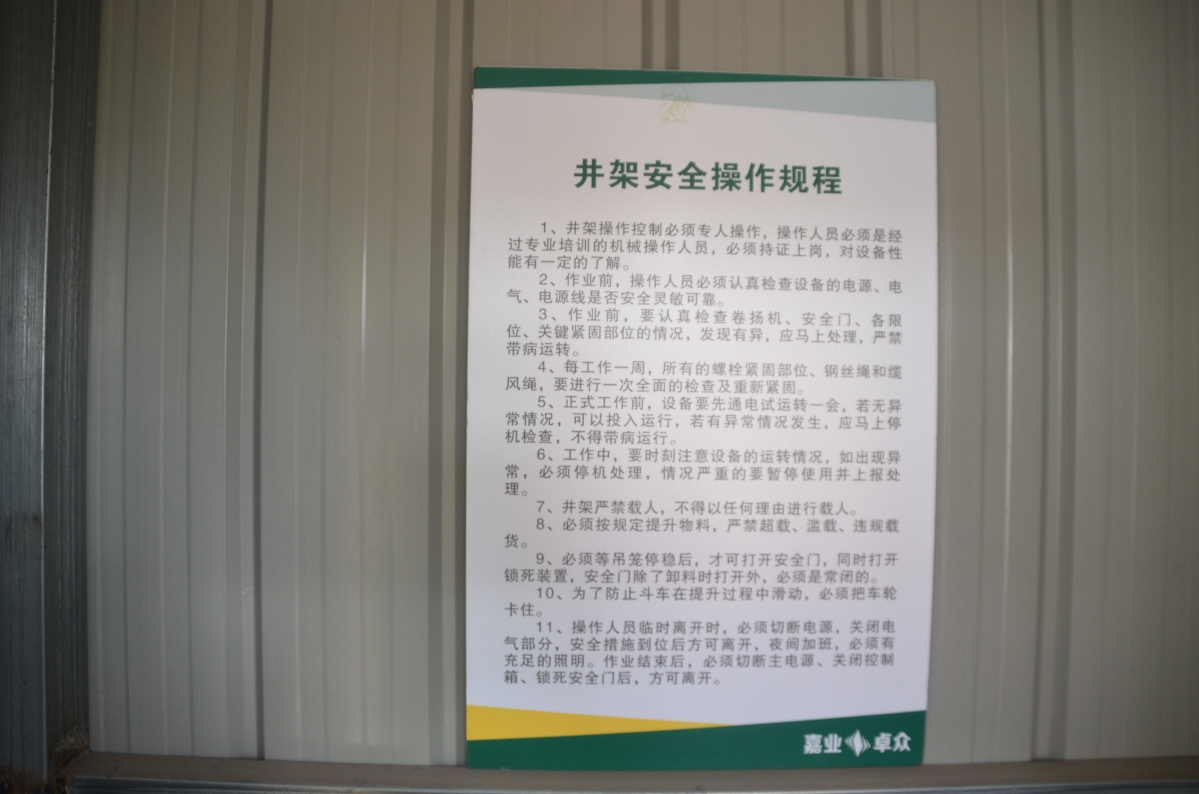 井架安全操作规程
1、井架操作控制必须专人操作，操作人员必须是经
过专业培训的机械操作人员，必须持证上岗，对设备性
能有一定的了解。
2、作业前，操作人员必须认真检查设备的电源、电
气、电源线是否安全灵敏可靠。
3、作业前，要认真检查卷扬机、安全门、各限
位、关键紧固部位的情况，发现有异，应马上处理，严禁
带病运转。
4、每工作一周，所有的螺栓紧固部位、钢丝绳和缆
风绳，要进行一次全面的检查及重新紧固。
5、正式工作前，设备要先通电试运转一会，若无异
常情况，可以投入运行，若有异常情况发生，应马上停
机检查，不得带病运行。
6、工作中，要时刻注意设备的运转情况，如出现异
常，必须停机处理，情况严重的要暂停使用并上报处
理。
7、井架严禁载人，不得以任何理由进行载人。
8、必须按规定提升物料，严禁超载、滥载、违规载
货。
9、必须等吊笼停稳后，才可打开安全门，同时打开
锁死装置，安全门除了卸料时打开外，必须是常闭的。
10、为了防止斗车在提升过程中滑动，必须把车轮
卡住。
11、操作人员临时离开时，必须切断电源，关闭电
气部分，安全措施到位后方可离开，夜间加班，必须有
充足的照明。作业结束后，必须切断主电源、关闭控制
箱、锁死安全门后，方可离开。
嘉业 卓众